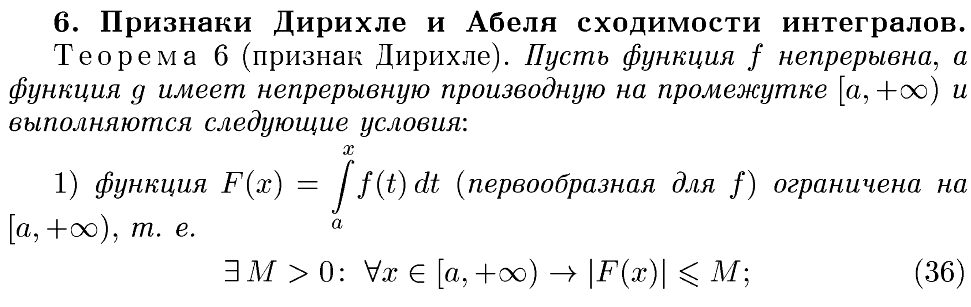 6. Признаки Дирихле и Абеля сходимости интегралов.
Теорема 6 (признак Дирихле). Пусть функция f непрерывна, а
функция g имеет непрерывную производную на промежутке [a, +∞) и
выполняются следующие условия:
1) функция F(x) = ∫ₐˣ f(t) dt (первообразная для f) ограничена на
[a, +∞), т. е.
∃ M > 0: ∀x ∈ [a, +∞) → |F(x)| ⩽ M; (36)